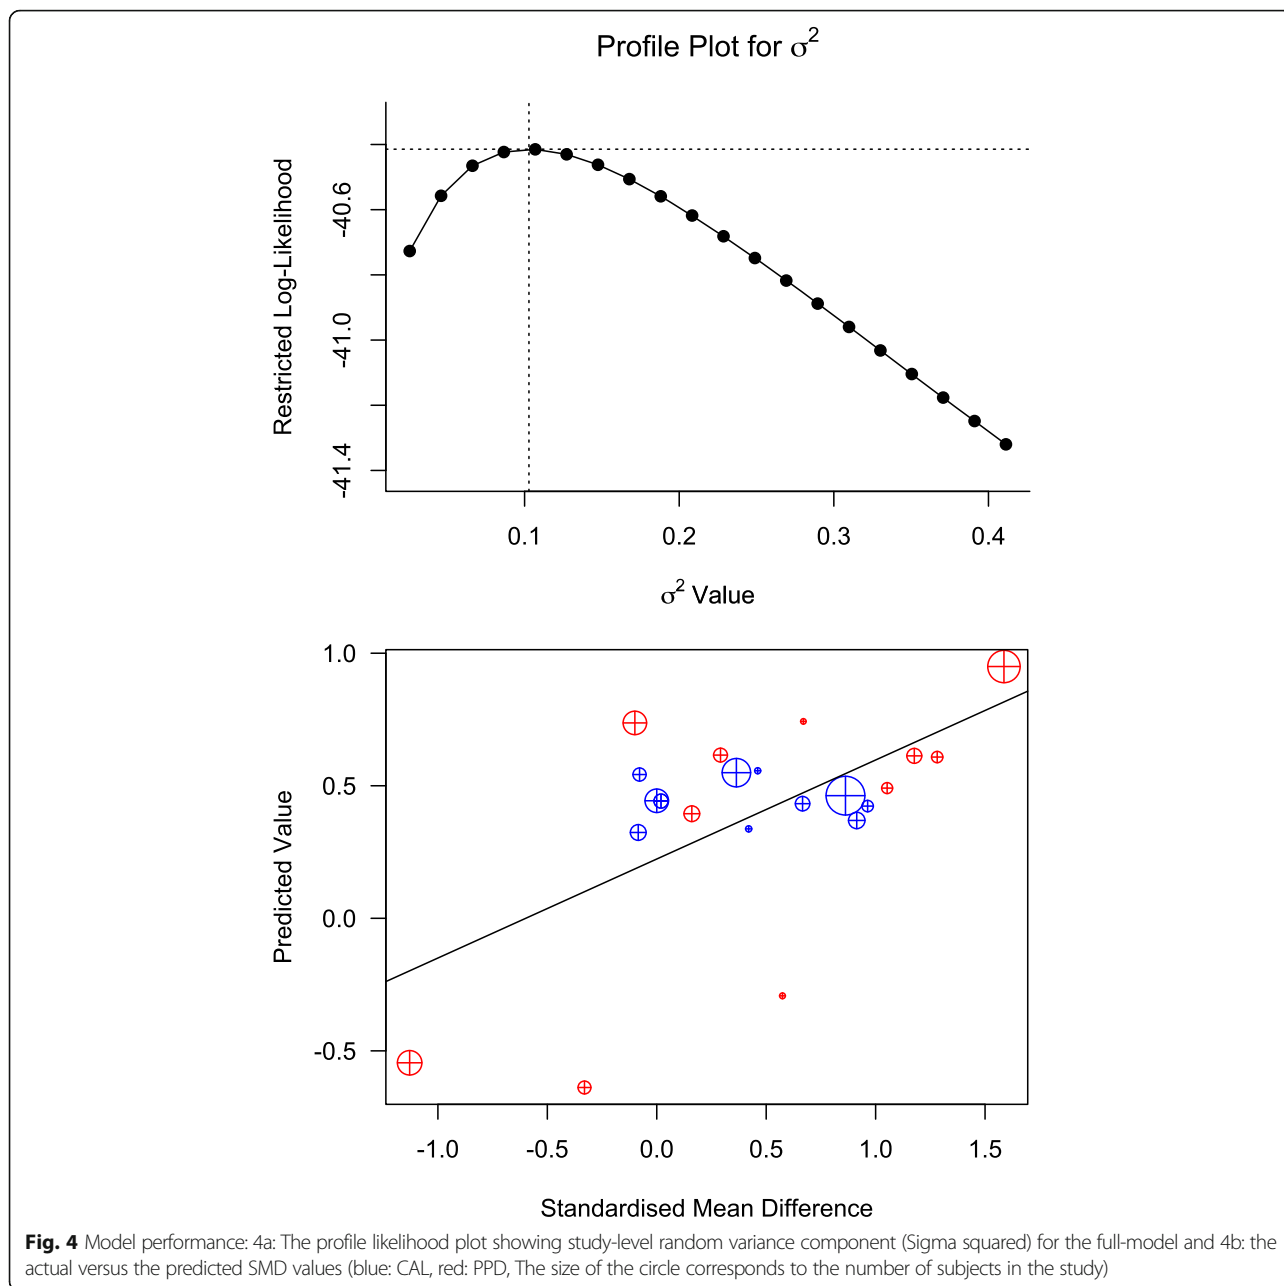 Profile Plot for σ²
Restricted Log-Likelihood
-40.6
-41.0
-41.4
0.1 0.2 0.3 0.4
σ² Value
Predicted Value
1.0
0.5
0.0
-0.5
-1.0 -0.5 0.0 0.5 1.0 1.5
Standardised Mean Difference
Fig. 4 Model performance: 4a: The profile likelihood plot showing study-level random variance component (Sigma squared) for the full-model and 4b: the
actual versus the predicted SMD values (blue: CAL, red: PPD, The size of the circle corresponds to the number of subjects in the study)